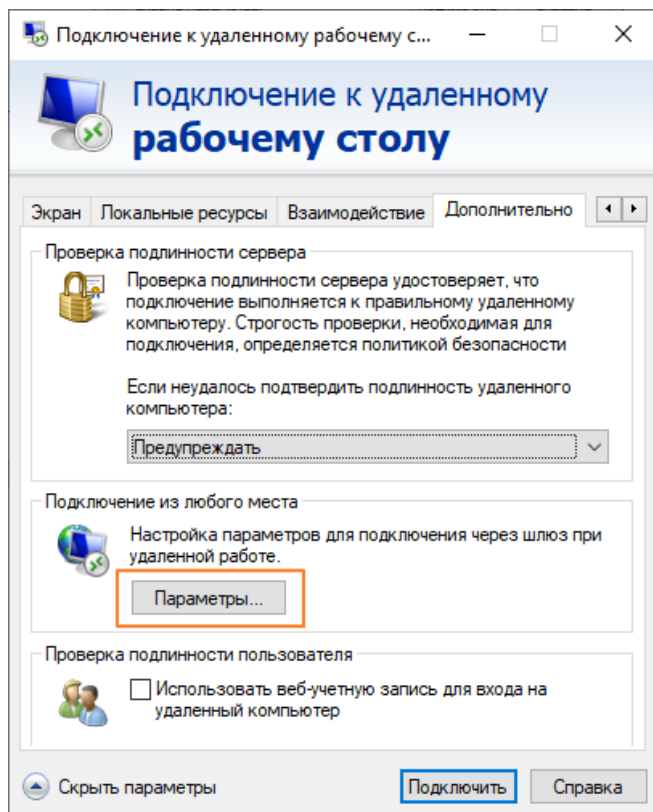 Подключение к удаленному рабочему с...
Подключение к удаленному
рабочему столу
Экран Локальные ресурсы Взаимодействие Дополнительно
Проверка подлинности сервера
Проверка подлинности сервера удостоверяет, что
подключение выполняется к правильному удаленному
компьютеру. Строгость проверки, необходимая для
подключения, определяется политикой безопасности
Если неудалось подтвердить подлинность удаленного
компьютера:
Предупреждать
Подключение из любого места
Настройка параметров для подключения через шлюз при
удаленной работе.
Параметры...
Проверка подлинности пользователя
Использовать веб-учетную запись для входа на
удаленный компьютер
Скрыть параметры Подключить Справка